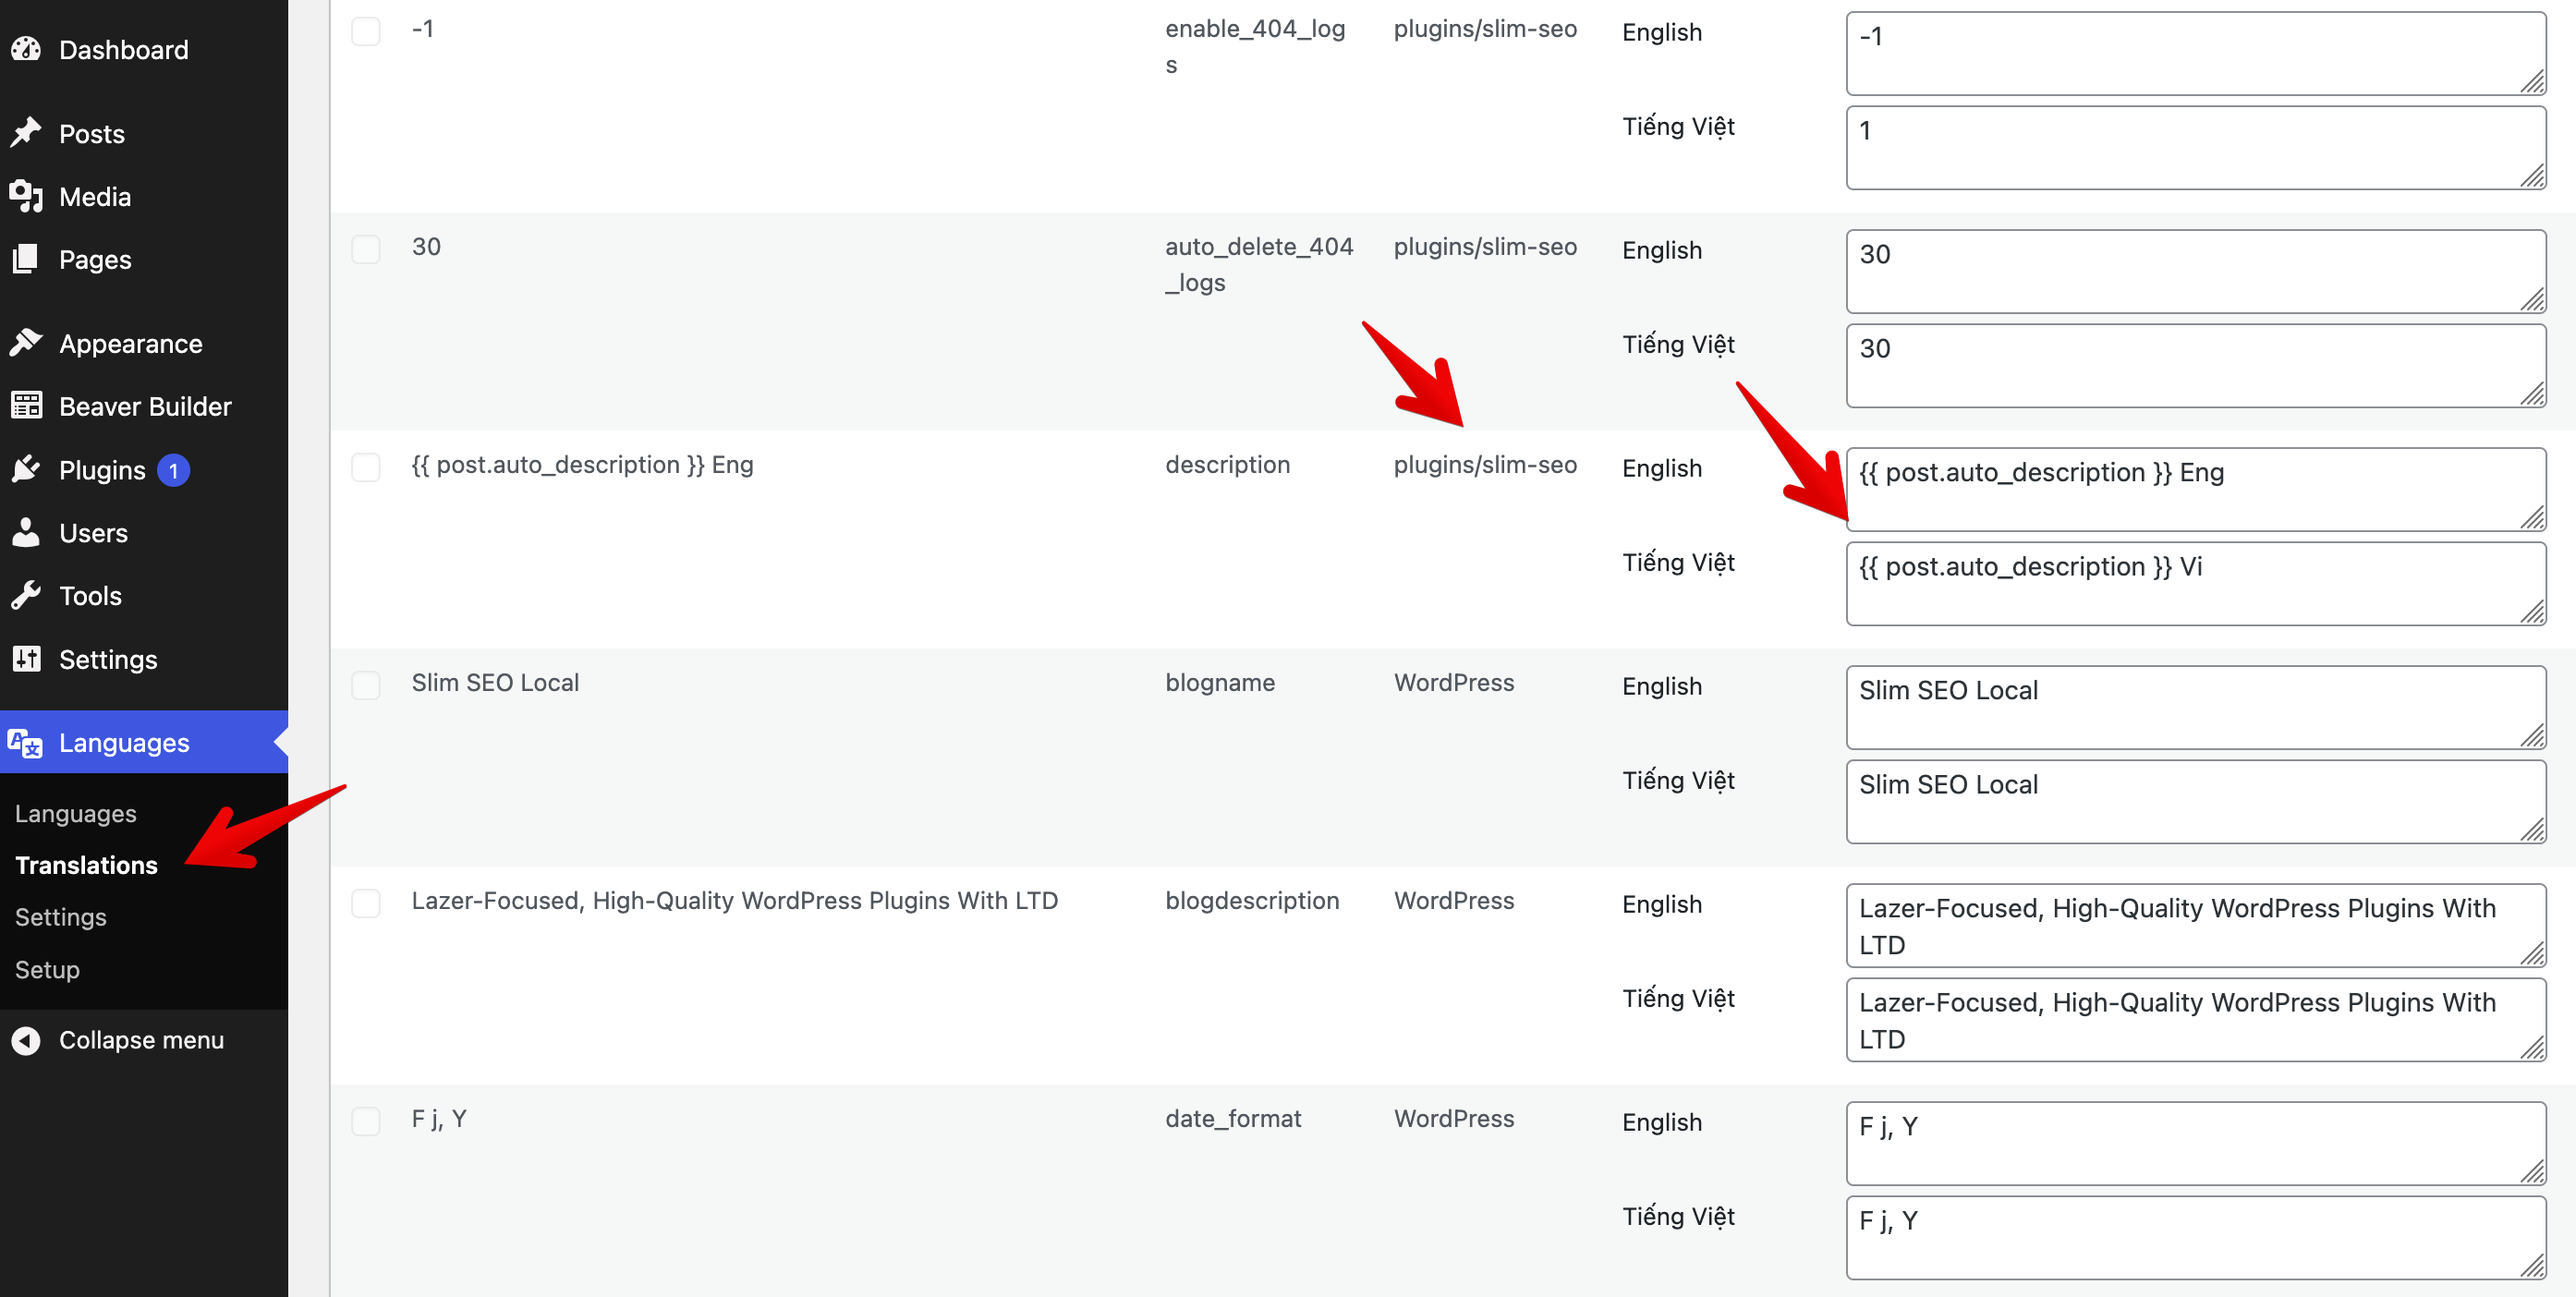 Dashboard
Posts
Media
Pages
Appearance
Beaver Builder
Plugins 1
Users
Tools
Settings
Languages
Languages
Translations
Settings
Setup
Collapse menu
-1
enable_404_log
s
plugins/slim-seo
English
-1
Tiếng Việt
1
30
auto_delete_404
_logs
plugins/slim-seo
English
30
Tiếng Việt
30
{{ post.auto_description }} Eng
description
plugins/slim-seo
English
{{ post.auto_description }} Eng
Tiếng Việt
{{ post.auto_description }} Vi
Slim SEO Local
blogname
WordPress
English
Slim SEO Local
Tiếng Việt
Slim SEO Local
Lazer-Focused, High-Quality WordPress Plugins With LTD
blogdescription
WordPress
English
Lazer-Focused, High-Quality WordPress Plugins With
LTD
Tiếng Việt
Lazer-Focused, High-Quality WordPress Plugins With
LTD
F j, Y
date_format
WordPress
English
F j, Y
Tiếng Việt
F j, Y